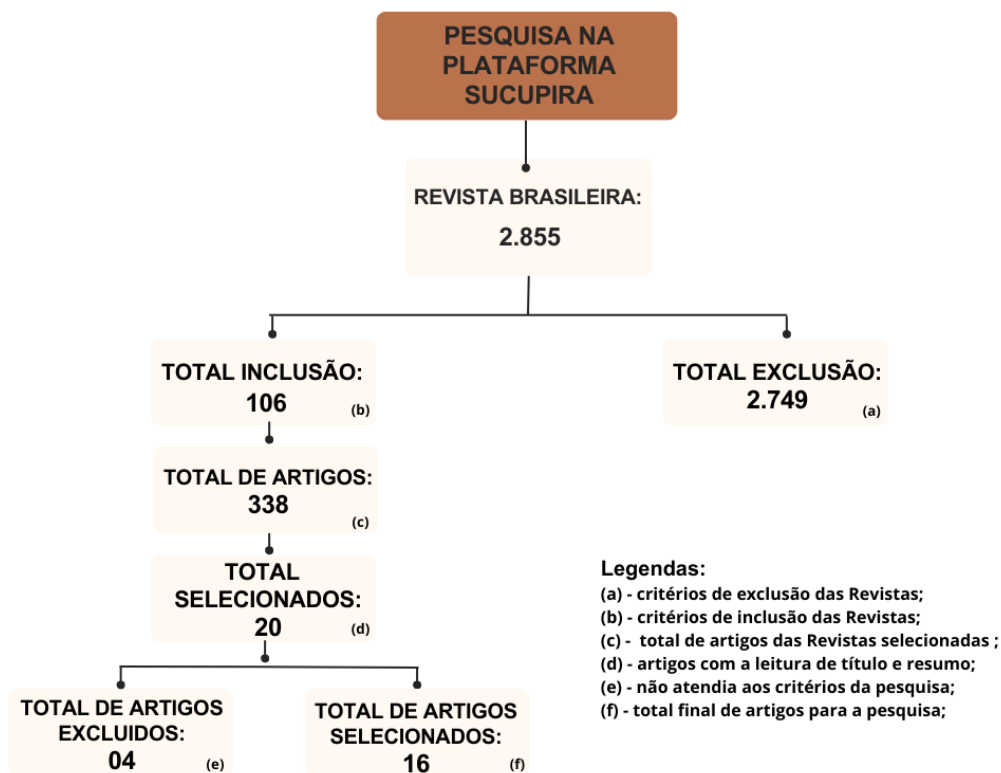 PESQUISA NA
PLATAFORMA
SUCUPIRA
REVISTA BRASILEIRA:
2.855
TOTAL INCLUSÃO:
106
(b)
TOTAL EXCLUSÃO:
2.749
(a)
TOTAL DE ARTIGOS:
338
(c)
TOTAL
SELECIONADOS:
20
(d)
TOTAL DE ARTIGOS
EXCLUIDOS:
04
(e)
TOTAL DE ARTIGOS
SELECIONADOS:
16
(f)
Legendas:
(a) - critérios de exclusão das Revistas;
(b) - critérios de inclusão das Revistas;
(c) - total de artigos das Revistas selecionadas ;
(d) - artigos com a leitura de título e resumo;
(e) - não atendia aos critérios da pesquisa;
(f) - total final de artigos para a pesquisa;